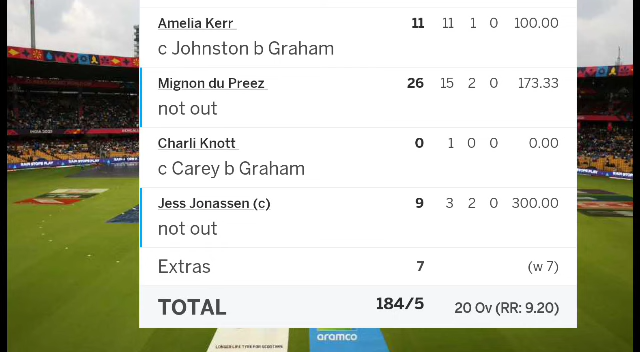 Amelia Kerr 11 11 1 0 100.00
c Johnston b Graham
Mignon du Preez 26 15 2 0 173.33
not out
Charli Knott 0 1 0 0 0.00
c Carey b Graham
Jess Jonassen (c) 9 3 2 0 300.00
not out
Extras 7 (w 7)
TOTAL 184/5 20 Ov (RR: 9.20)
aramco